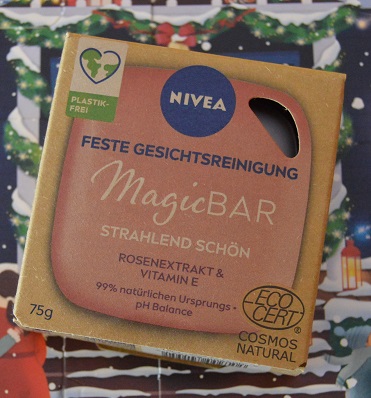 PLASTIK-
FREI
NIVEA
FESTE GESICHTSREINIGUNG
MagicBAR
STRAHLEND SCHÖN
ROSENEXTRAKT &
VITAMIN E
99% natürlichen Ursprungs •
pH Balance
75g
ECO
CERT
COSMOS
NATURAL